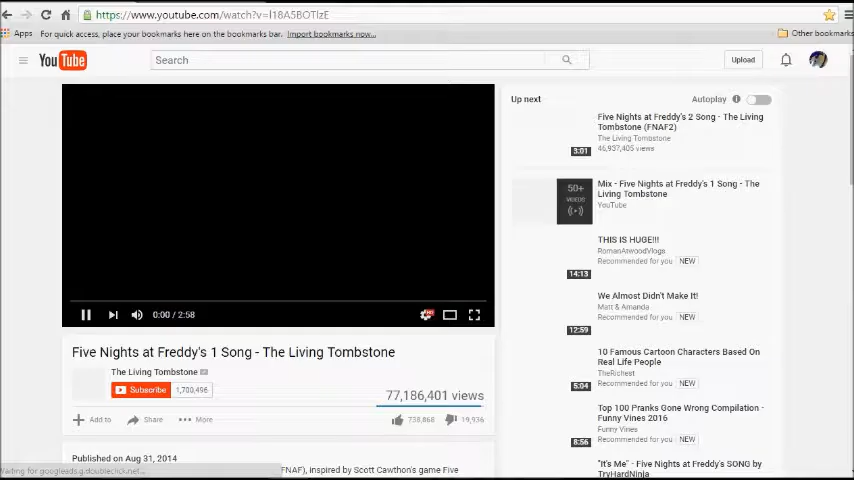 https://www.youtube.com/watch?v=l18A5BOTlzE
Apps For quick access, place your bookmarks here on the bookmarks bar. Import bookmarks now... Other bookmarks
YouTube
Search
Upload
Up next
Autoplay
Five Nights at Freddy's 2 Song - The Living
Tombstone (FNAF2)
The Living Tombstone
46,937,405 views
3:01
50+
VIDEOS
Mix - Five Nights at Freddy's 1 Song - The
Living Tombstone
YouTube
THIS IS HUGE!!!
RomanAtwoodVlogs
Recommended for you NEW
14:13
We Almost Didn't Make It!
Matt & Amanda
Recommended for you NEW
12:59
10 Famous Cartoon Characters Based On
Real Life People
TheRichest
Recommended for you NEW
5:04
Top 100 Pranks Gone Wrong Compilation -
Funny Vines 2016
Funny Vines
Recommended for you NEW
8:56
"It's Me" - Five Nights at Freddy's SONG by
TryHardNinja
0:00 / 2:58
HD
Five Nights at Freddy's 1 Song - The Living Tombstone
The Living Tombstone
Subscribe 1,700,496
77,186,401 views
Add to Share More
738,868 19,936
Published on Aug 31, 2014
FNAF), inspired by Scott Cawthon's game Five
Waiting for googleads.g.doubleclick.net...